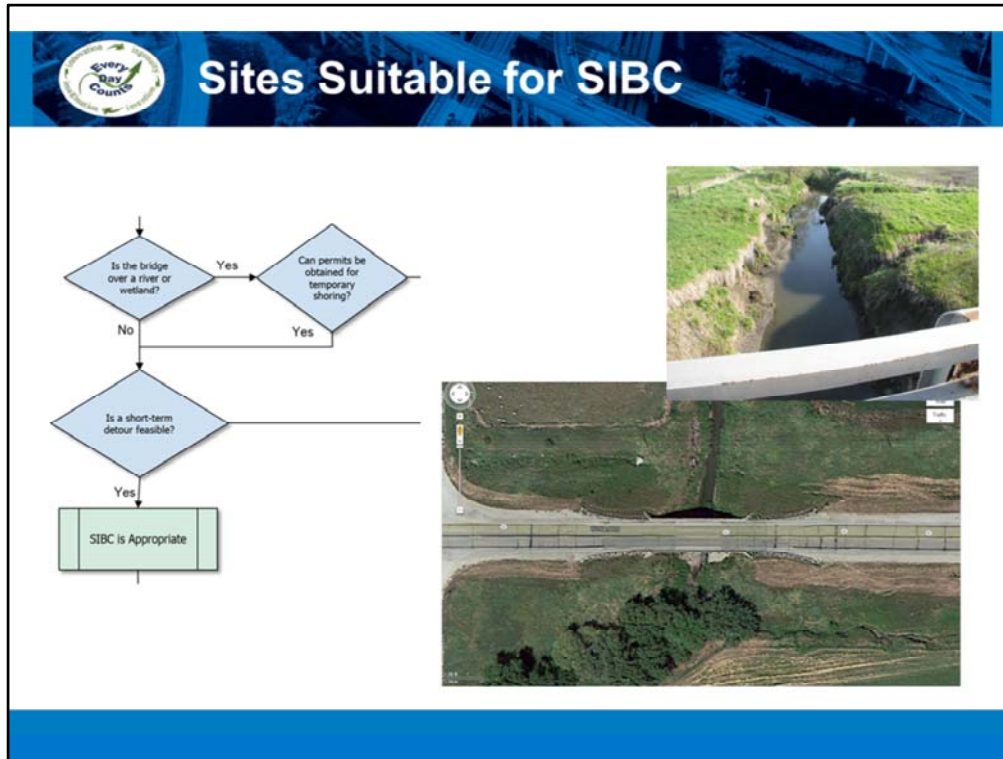 Every
Day
Counts
Sites Suitable for SIBC
Is the bridge
over a river or
wetland?
Yes
Can permits be
obtained for
temporary
shoring?
No
Yes
Is a short-term
detour feasible?
Yes
SIBC is Appropriate
Traffic